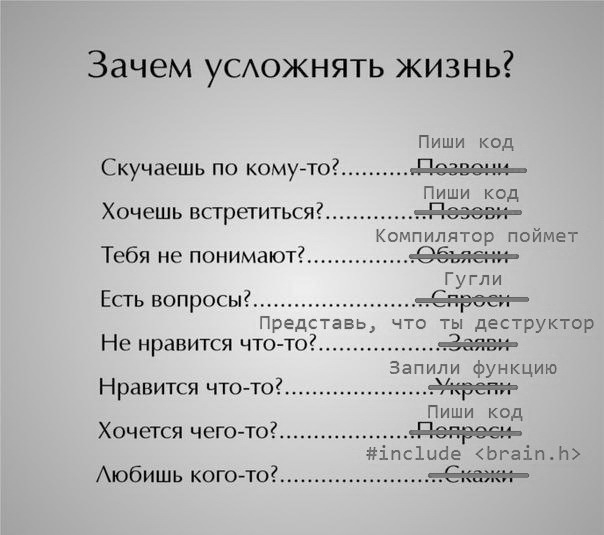 Зачем усложнять жизнь?
Пиши код
Скучаешь по кому-то?............Позвони
Пиши код
Хочешь встретиться?................Позови
Компилятор поймет
Тебя не понимают?................Объясни
Гугли
Есть вопросы?...........................Спроси
Представь, что ты деструктор
Не нравится что-то?....................Заяви
Запили функцию
Нравится что-то?.......................Укрепи
Пиши код
Хочется чего-то?.....................Попроси
#include <brain.h>
Любишь кого-то?.........................Скажи